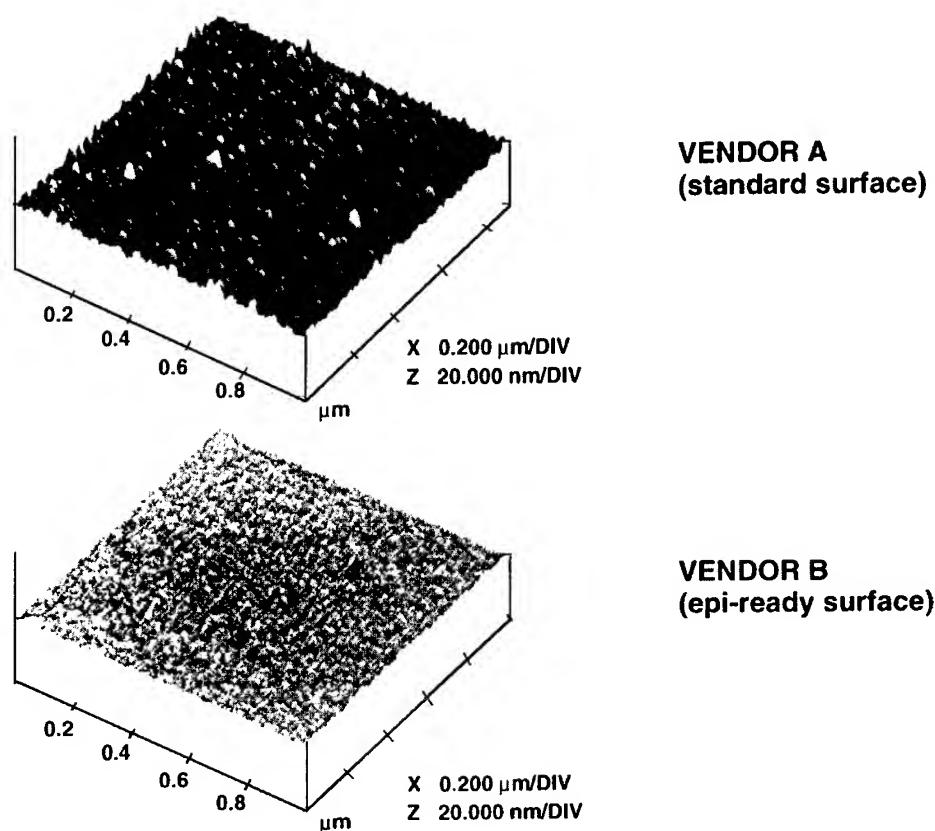 VENDOR A
(standard surface)
0.2
0.4
0.6
0.8
µm
X 0.200 µm/DIV
Z 20.000 nm/DIV
VENDOR B
(epi-ready surface)
0.2
0.4
0.6
0.8
µm
X 0.200 µm/DIV
Z 20.000 nm/DIV